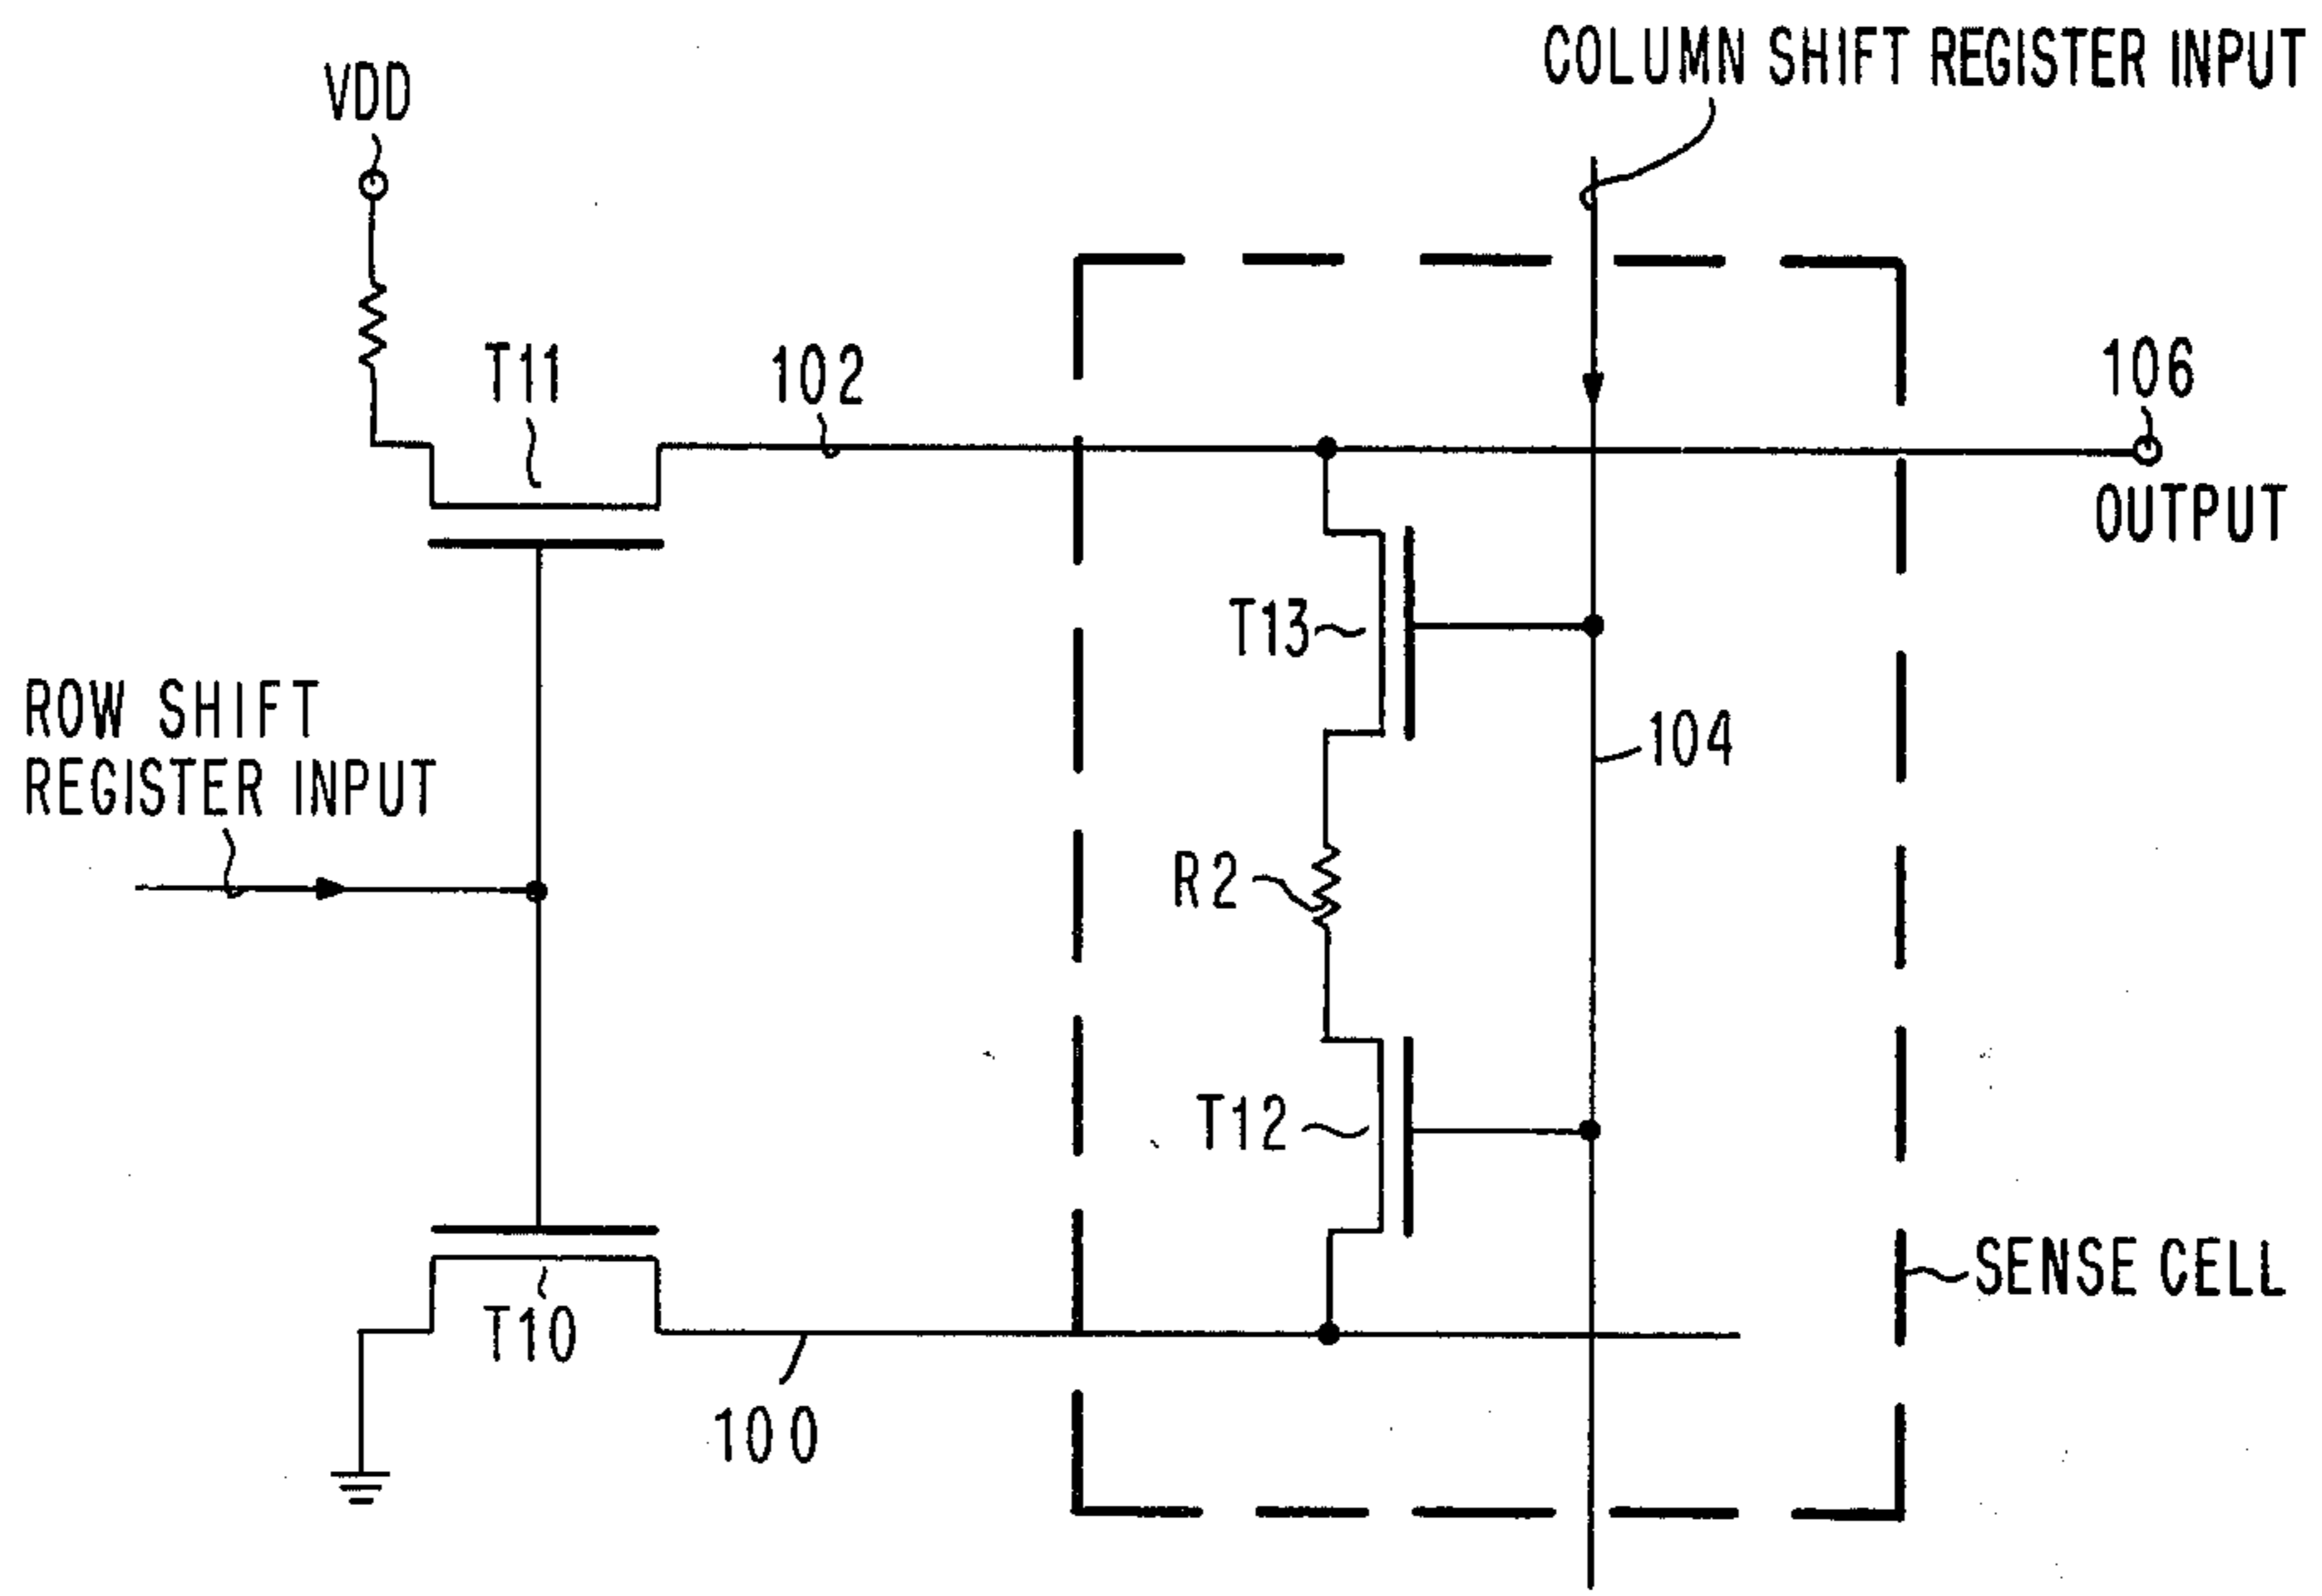 COLUMN SHIFT REGISTER INPUT
VDD
T11
102
106
OUTPUT
T13
ROW SHIFT
REGISTER INPUT
104
R2
T12
SENSE CELL
T10
100